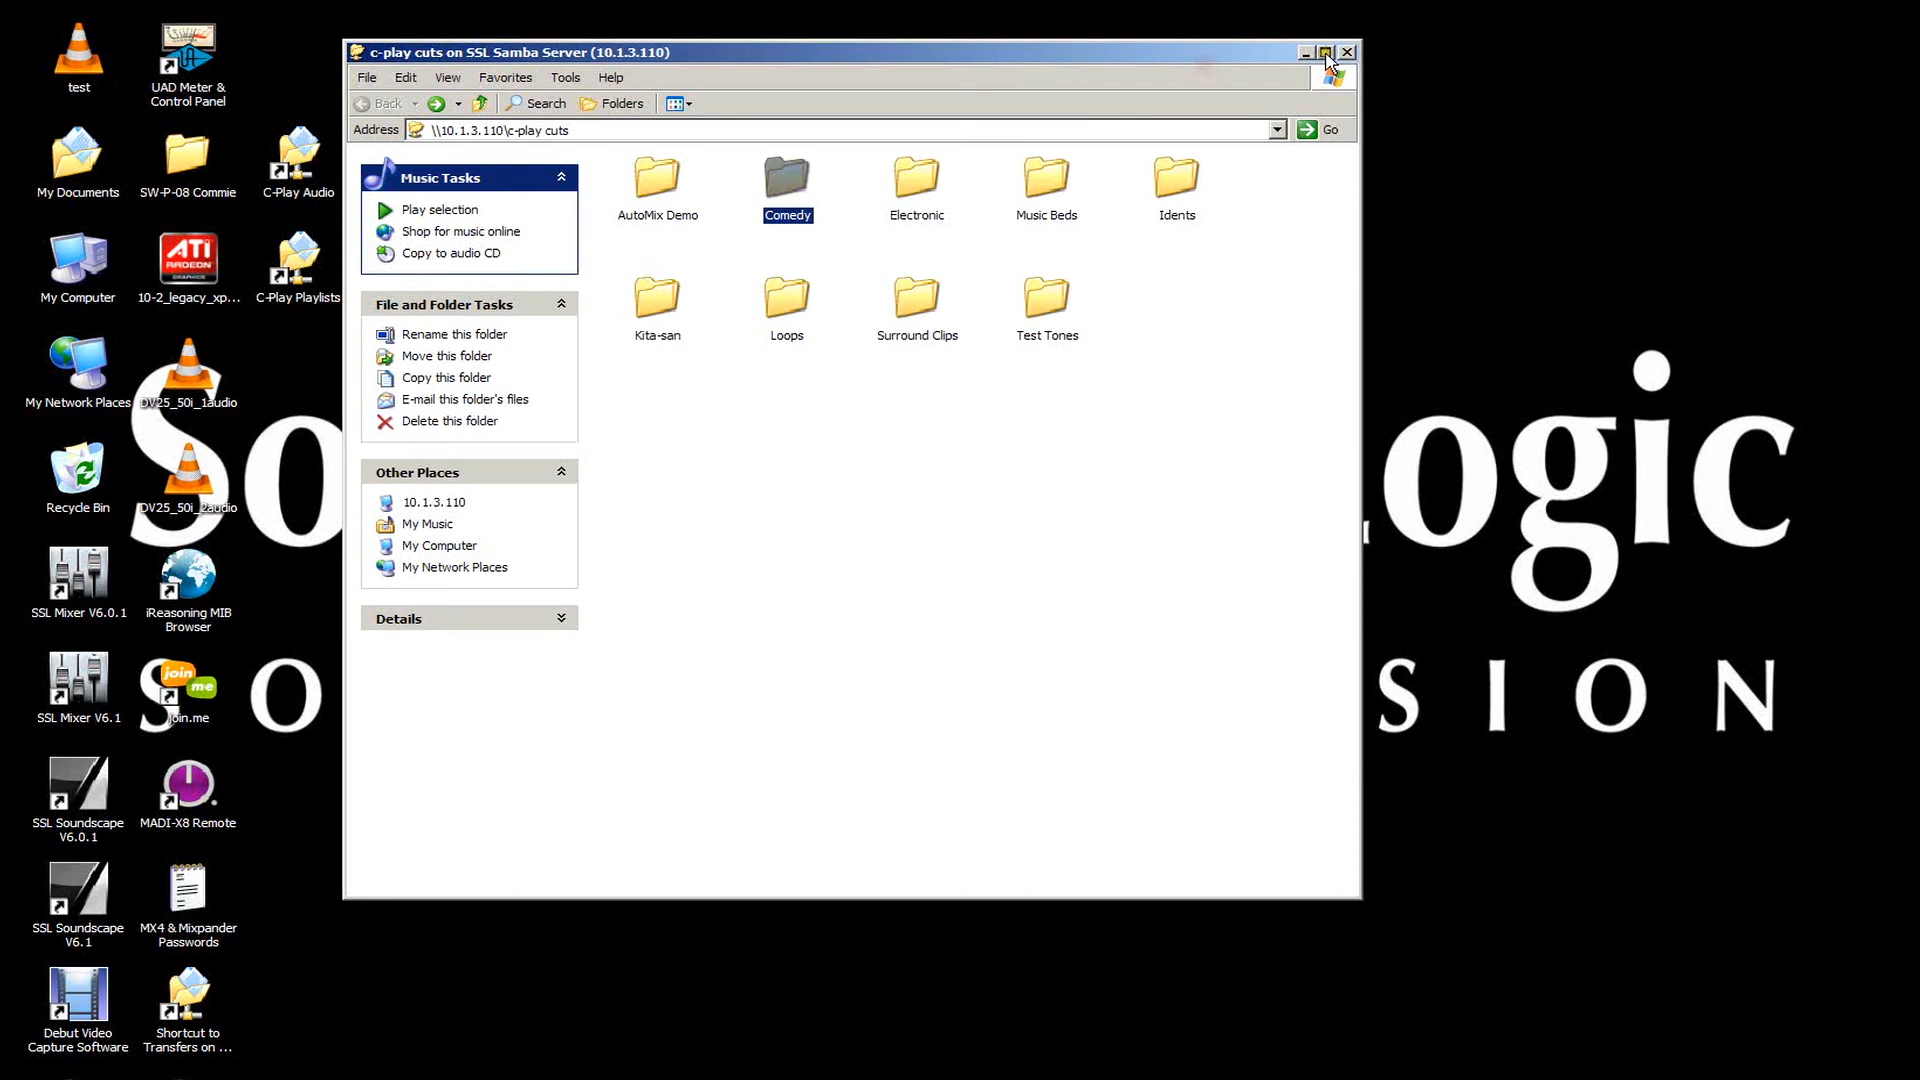 test
UAD Meter &
Control Panel
My Documents
SW-P-08 Commie
C-Play Audio
My Computer
ATI
RADEON
GRAPHICS
10-2_legacy_xp...
C-Play Playlists
My Network Places
DV25_50i_1audio
Recycle Bin
DV25_50i_2audio
SSL Mixer V6.0.1
iReasoning MIB
Browser
SSL Mixer V6.1
join
me
join.me
SSL Soundscape
V6.0.1
MADI-X8 Remote
SSL Soundscape
V6.1
MX4 & Mixpander
Passwords
Debut Video
Capture Software
Shortcut to
Transfers on ...
c-play cuts on SSL Samba Server (10.1.3.110)
File Edit View Favorites Tools Help
Back Search Folders
Address \\10.1.3.110\c-play cuts Go
Music Tasks
Play selection
Shop for music online
Copy to audio CD
File and Folder Tasks
Rename this folder
Move this folder
Copy this folder
E-mail this folder's files
Delete this folder
Other Places
10.1.3.110
My Music
My Computer
My Network Places
Details
AutoMix Demo
Comedy
Electronic
Music Beds
Idents
Kita-san
Loops
Surround Clips
Test Tones
So ogic
S O S I O N